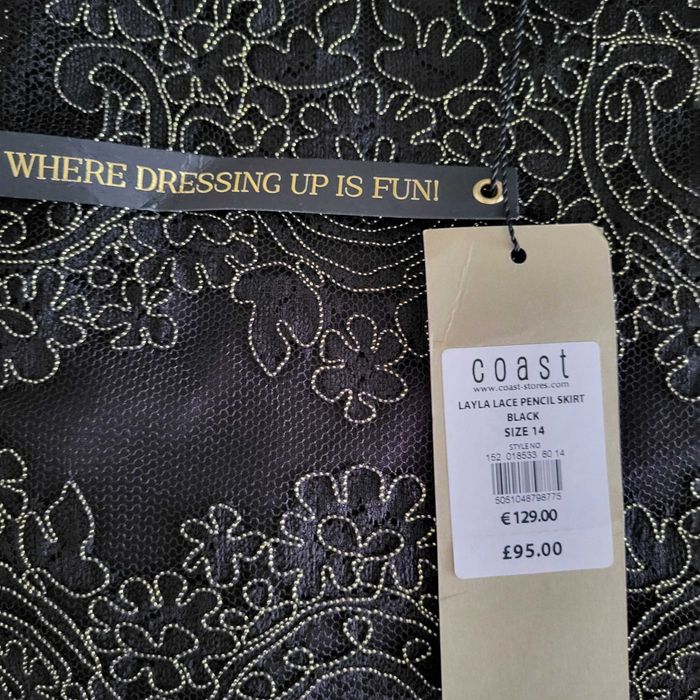 WHERE DRESSING UP IS FUN!
coast
www.coast-stores.com
LAYLA LACE PENCIL SKIRT
BLACK
SIZE 14
STYLE NO.
152 018533 60 14
5051048798775
€129.00
£95.00